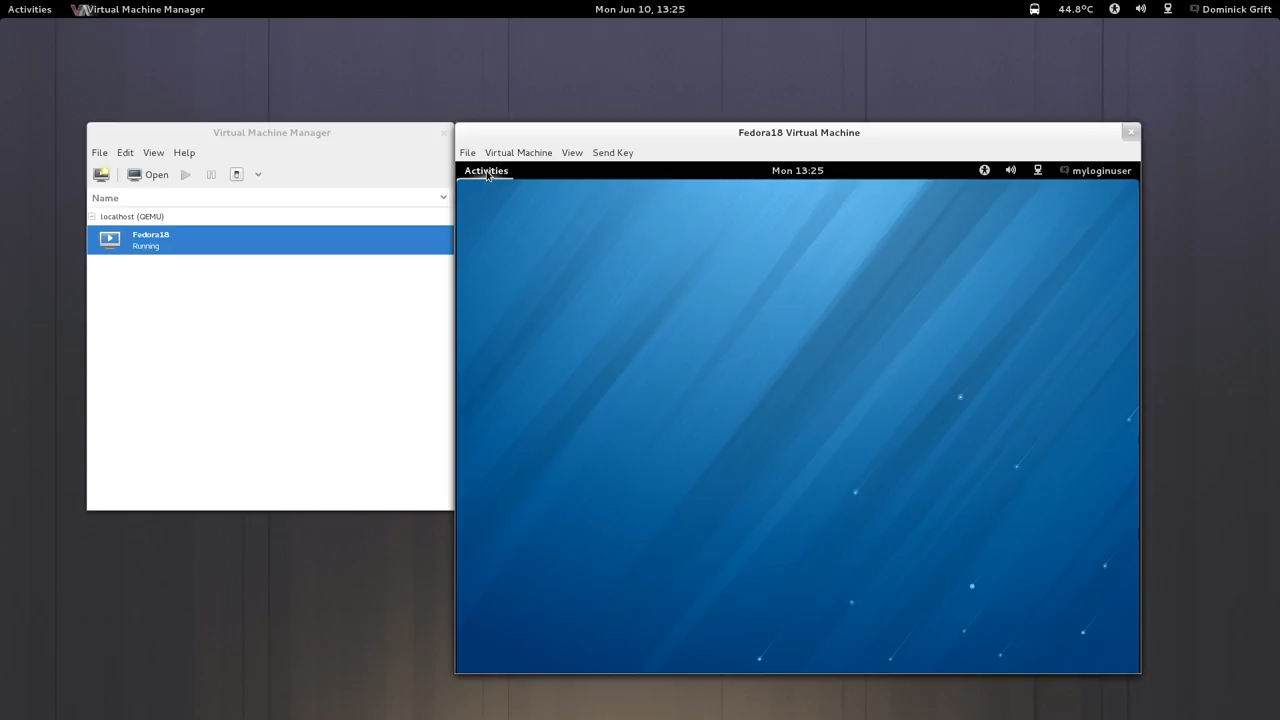 Activities Virtual Machine Manager Mon Jun 10, 13:25 44.8°C Dominick Grift
Virtual Machine Manager
File Edit View Help
Open
Name
localhost (QEMU)
Fedora18
Running
Fedora18 Virtual Machine
File Virtual Machine View Send Key
Activities Mon 13:25 myloginuser